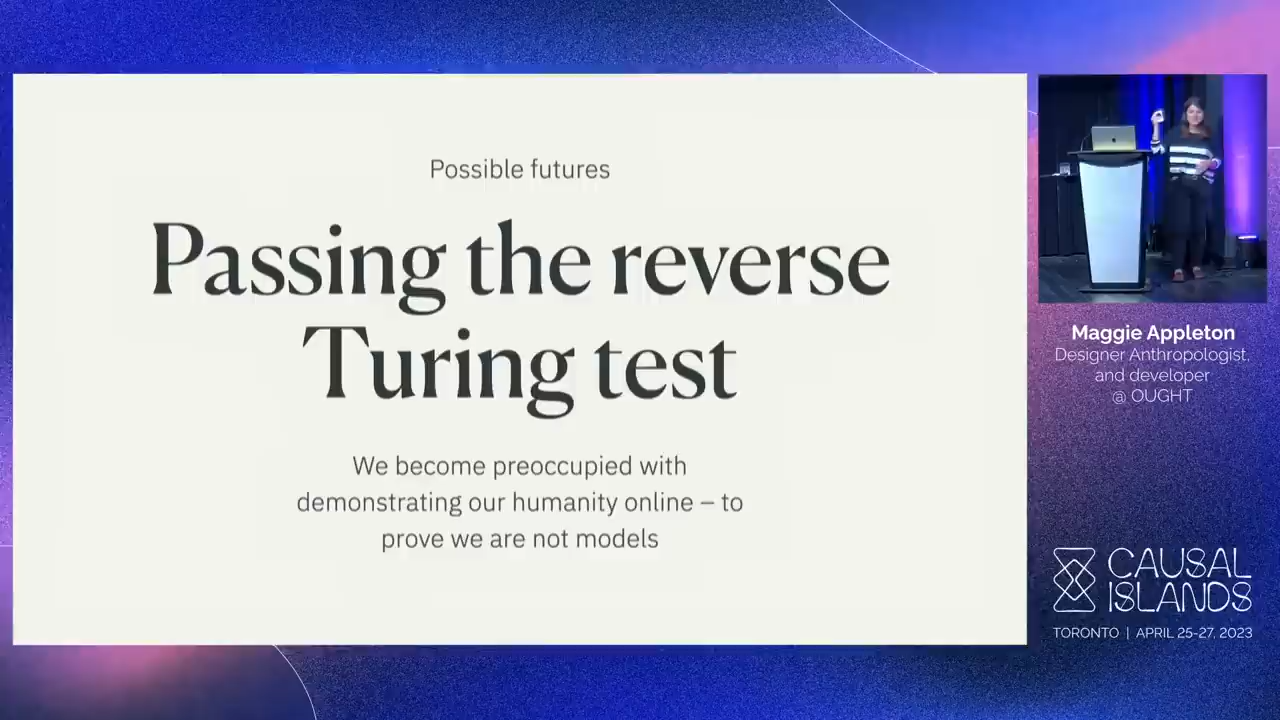 Possible futures
Passing the reverse
Turing test
We become preoccupied with
demonstrating our humanity online – to
prove we are not models
Maggie Appleton
Designer Anthropologist,
and developer
@ OUGHT
CAUSAL
ISLANDS
TORONTO | APRIL 25-27, 2023